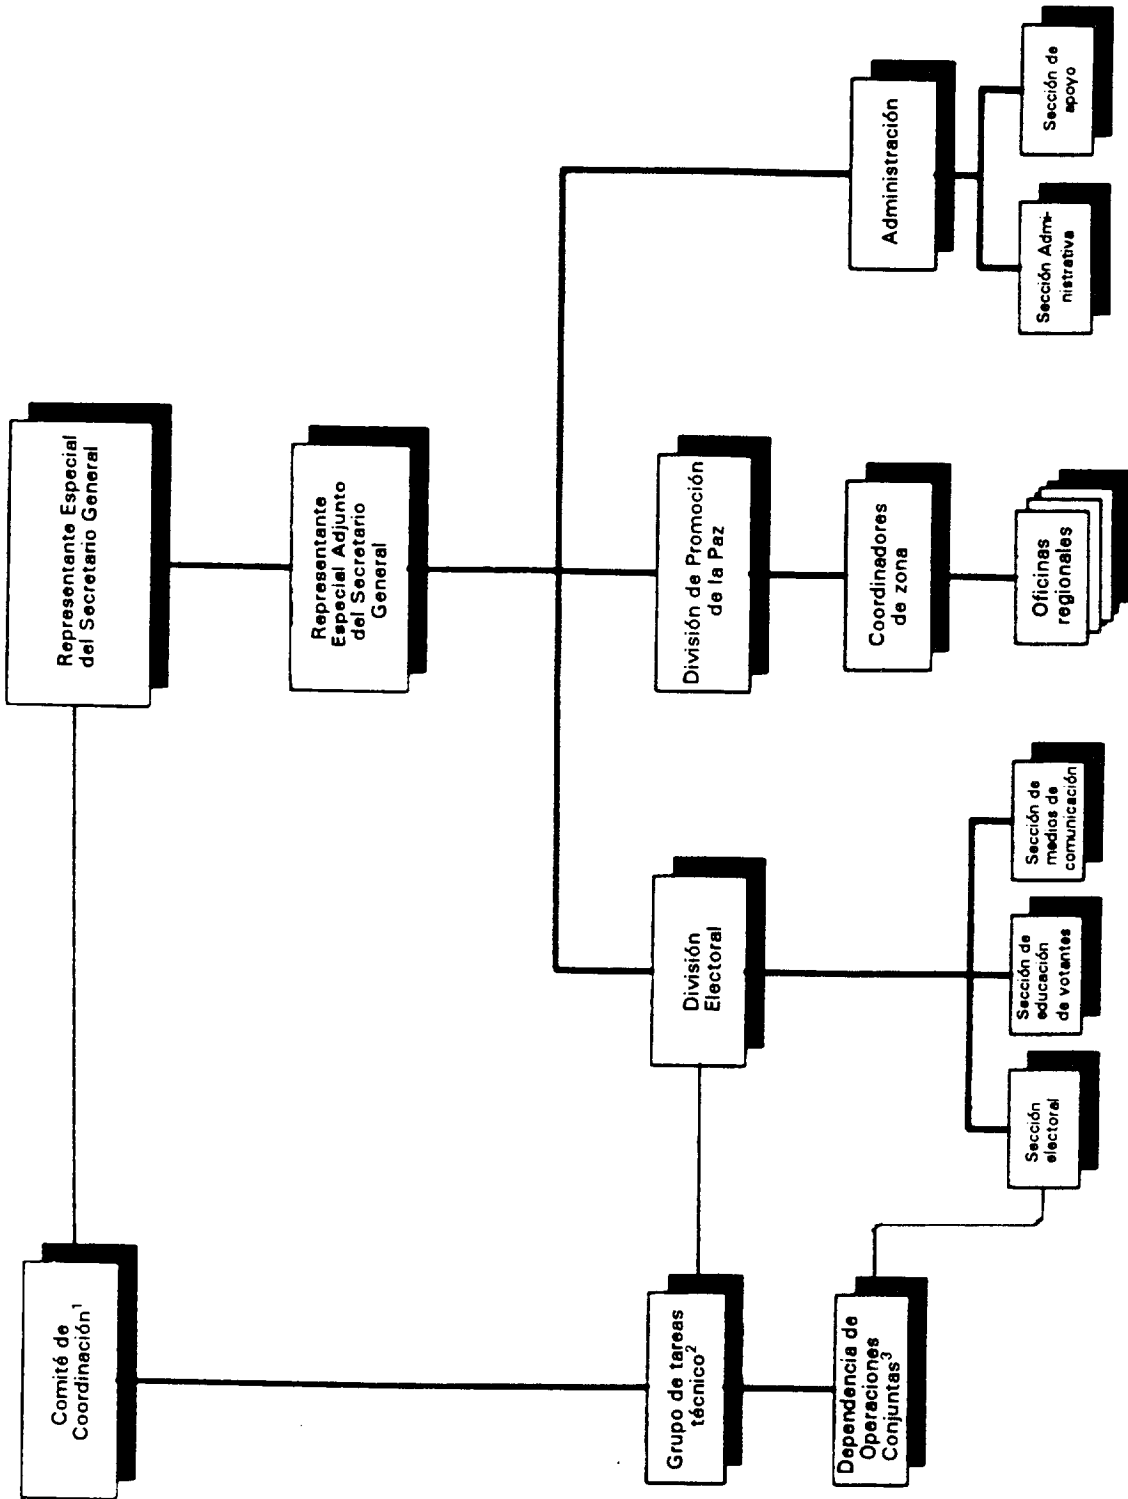 Comité de
Coordinación¹
Representante Especial
del Secretario General
Representante
Especial Adjunto
del Secretario
General
Grupo de tareas
técnico²
División
Electoral
División de Promoción
de la Paz
Administración
Dependencia de
Operaciones
Conjuntas³
Coordinadores
de zona
Sección
electoral
Sección de
educación
de votantes
Sección de
medios de
comunicación
Oficinas
regionales
Sección Admi-
nistrativa
Sección de
apoyo